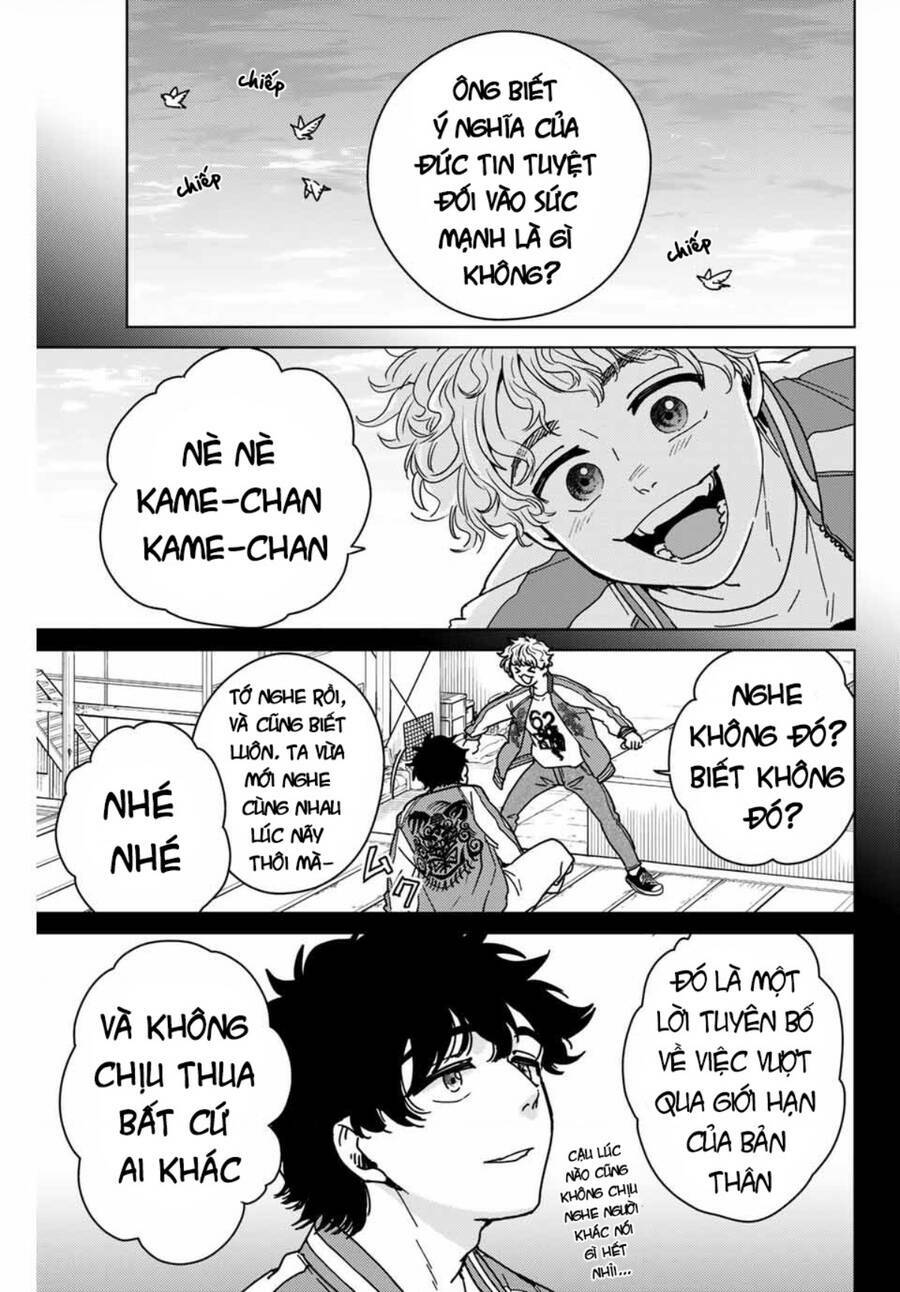 chiếp
chiếp
chiếp
ÔNG BIẾT
Ý NGHĨA CỦA
ĐỨC TIN TUYỆT
ĐỐI VÀO SỨC
MẠNH LÀ GÌ
KHÔNG?
NÈ NÈ
KAME-CHAN
KAME-CHAN
NGHE
KHÔNG ĐÓ?
BIẾT KHÔNG
ĐÓ?
62
TỚ NGHE RỒI,
VÀ CŨNG BIẾT
LUÔN. TA VỪA
MỚI NGHE
CÙNG NHAU
LÚC NÃY
THÔI MÀ-
ムク
NHÉ
NHÉ
ĐÓ LÀ MỘT
LỜI TUYÊN BỐ
VỀ VIỆC VƯỢT
QUA GIỚI HẠN
CỦA BẢN
THÂN
CẬU LÚC
NÀO CŨNG
KHÔNG CHỊU
NGHE NGƯỜI
KHÁC NÓI
GÌ HẾT
NHỈI...
VÀ KHÔNG
CHỊU THUA
BẤT CỨ
AI KHÁC